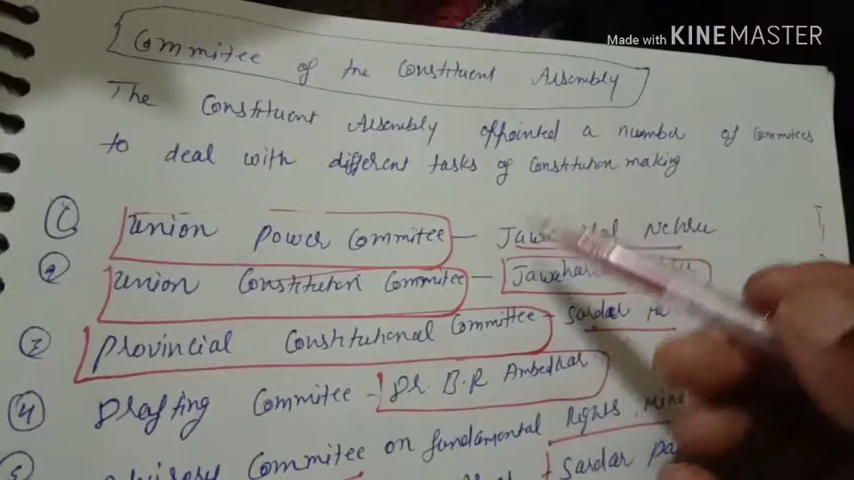 Made with KINEMASTER
Commitee of the Constituent Assembly
The Constituent Assembly appointed a number of Commitees
to deal with different tasks of Constitution making
① Union Power Commitee — Nehru
② Union Constitution Commitee —
③ Provincial Constitutional Committee — Sardar
④ Drafting Commitee - Dr. B.R Ambedkar
Commitee on fundamental Rights,
Sardar